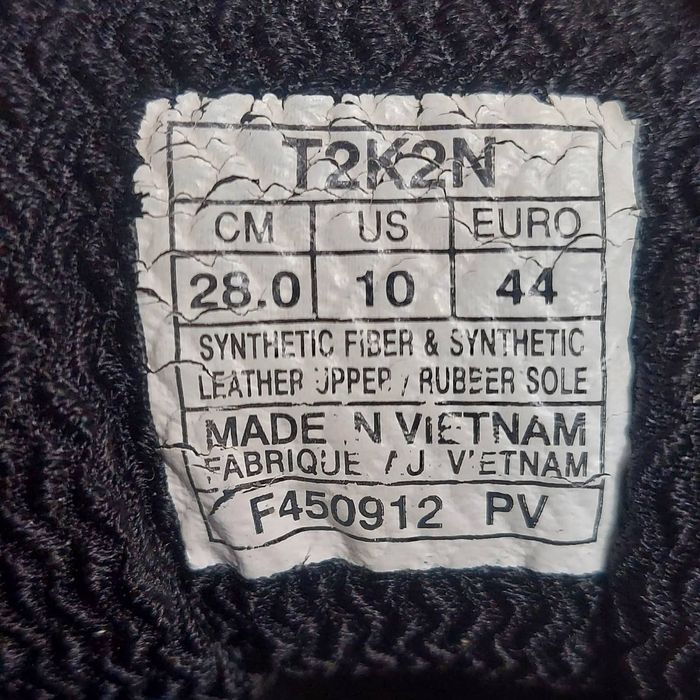 T2K2N
CM US EURO
28.0 10 44
SYNTHETIC FIBER & SYNTHETIC
LEATHER UPPER / RUBBER SOLE
MADE IN VIETNAM
FABRIQUE AU VIETNAM
F450912 PV